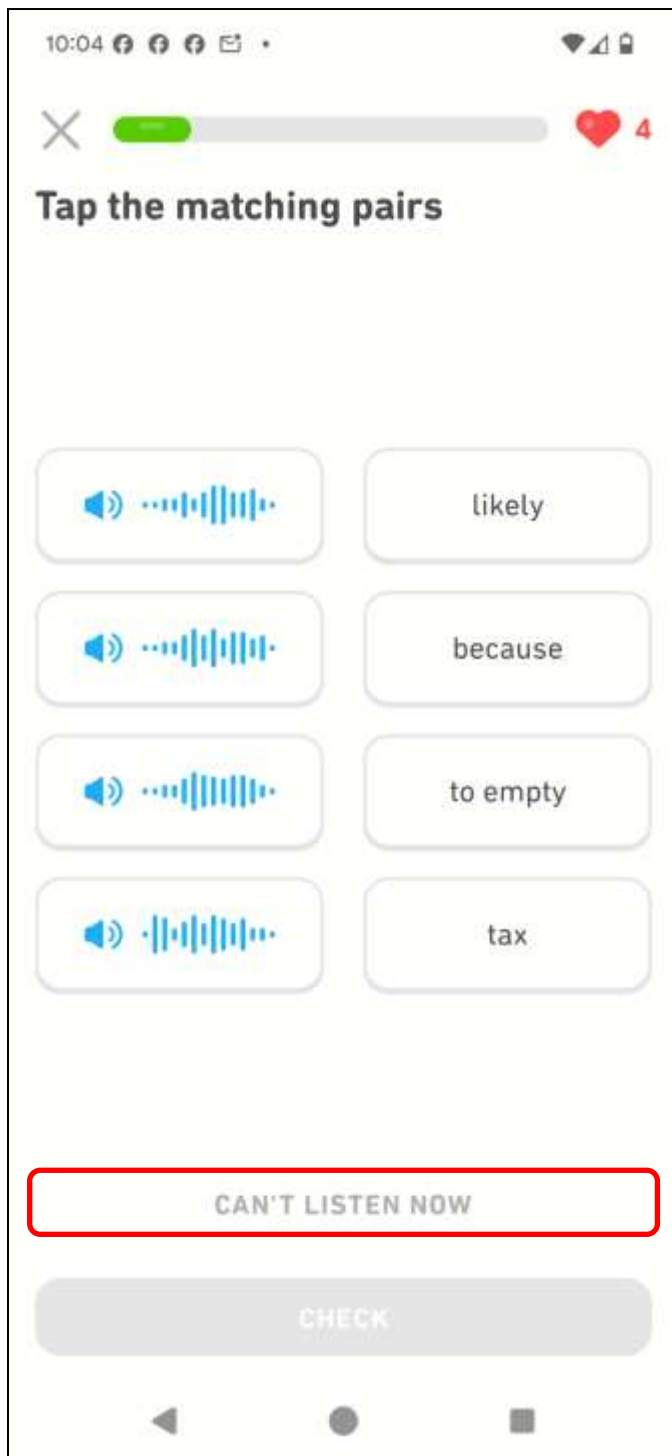 10:04
4
Tap the matching pairs
likely
because
to empty
tax
CAN'T LISTEN NOW
CHECK